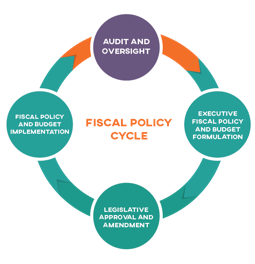 AUDIT AND
OVERSIGHT
FISCAL POLICY
AND BUDGET
IMPLEMENTATION
FISCAL POLICY
CYCLE
EXECUTIVE
FISCAL POLICY
AND BUDGET
FORMULATION
LEGISLATIVE
APPROVAL AND
AMENDMENT